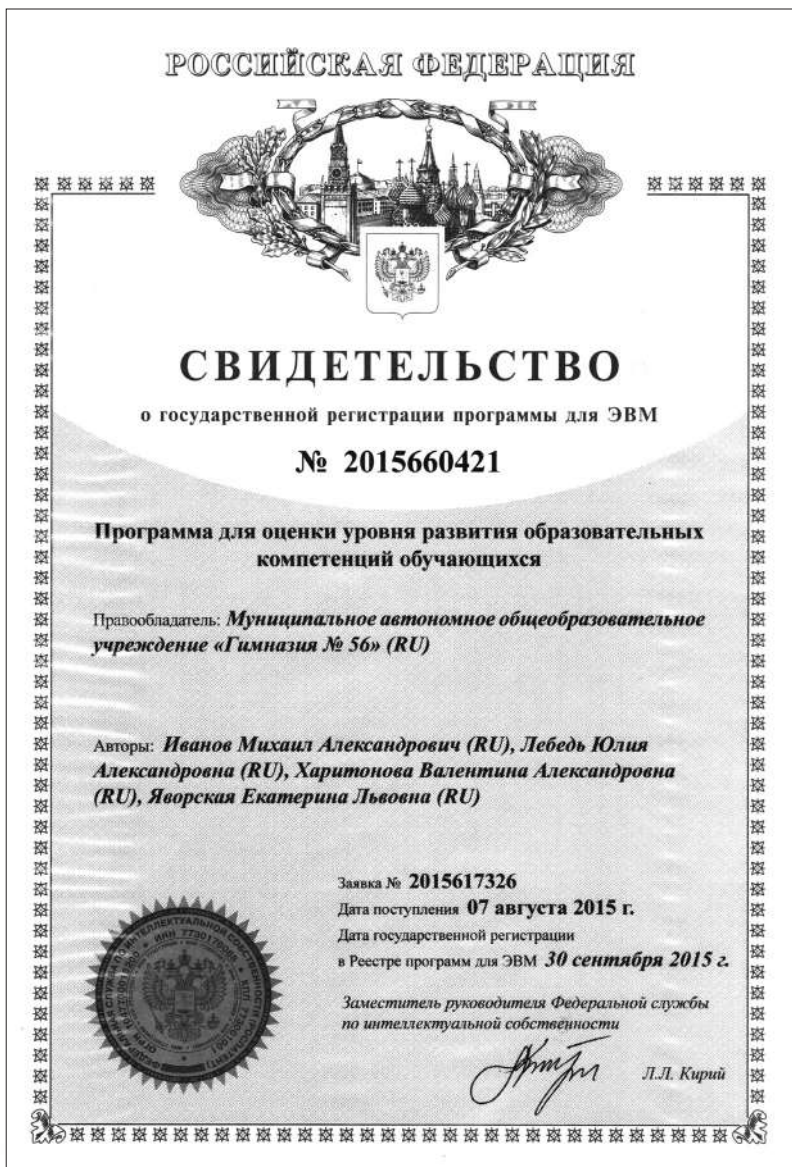 РОССИЙСКАЯ ФЕДЕРАЦИЯ
СВИДЕТЕЛЬСТВО
о государственной регистрации программы для ЭВМ
№ 2015660421
Программа для оценки уровня развития образовательных
компетенций обучающихся
Правообладатель: Муниципальное автономное общеобразовательное
учреждение «Гимназия № 56» (RU)
Авторы: Иванов Михаил Александрович (RU), Лебедь Юлия
Александровна (RU), Харитонова Валентина Александровна
(RU), Яворская Екатерина Львовна (RU)
Заявка № 2015617326
Дата поступления 07 августа 2015 г.
Дата государственной регистрации
в Реестре программ для ЭВМ 30 сентября 2015 г.
Заместитель руководителя Федеральной службы
по интеллектуальной собственности
Л.Л. Кирий